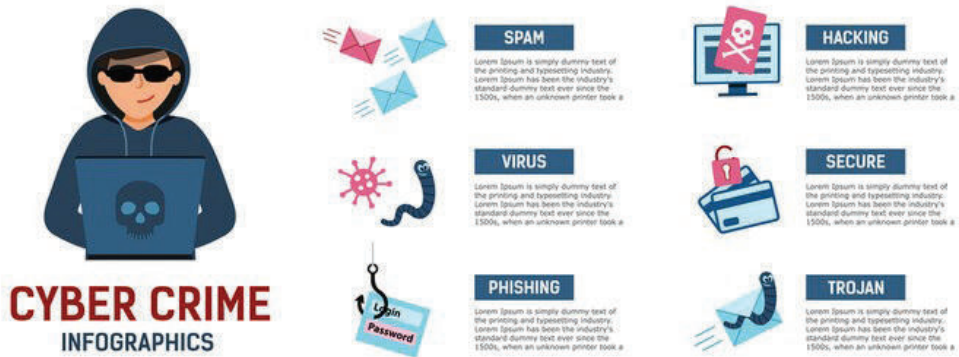 CYBER CRIME
INFOGRAPHICS
SPAM
Lorem Ipsum is simply dummy text of
the printing and typesetting industry.
Lorem Ipsum has been the industry's
standard dummy text ever since the
1500s, when an unknown printer took a
VIRUS
Lorem Ipsum is simply dummy text of
the printing and typesetting industry.
Lorem Ipsum has been the industry's
standard dummy text ever since the
1500s, when an unknown printer took a
Login
Password
PHISHING
Lorem Ipsum is simply dummy text of
the printing and typesetting industry.
Lorem Ipsum has been the industry's
standard dummy text ever since the
1500s, when an unknown printer took a
HACKING
Lorem Ipsum is simply dummy text of
the printing and typesetting industry.
Lorem Ipsum has been the industry's
standard dummy text ever since the
1500s, when an unknown printer took a
SECURE
Lorem Ipsum is simply dummy text of
the printing and typesetting industry.
Lorem Ipsum has been the industry's
standard dummy text ever since the
1500s, when an unknown printer took a
TROJAN
Lorem Ipsum is simply dummy text of
the printing and typesetting industry.
Lorem Ipsum has been the industry's
standard dummy text ever since the
1500s, when an unknown printer took a